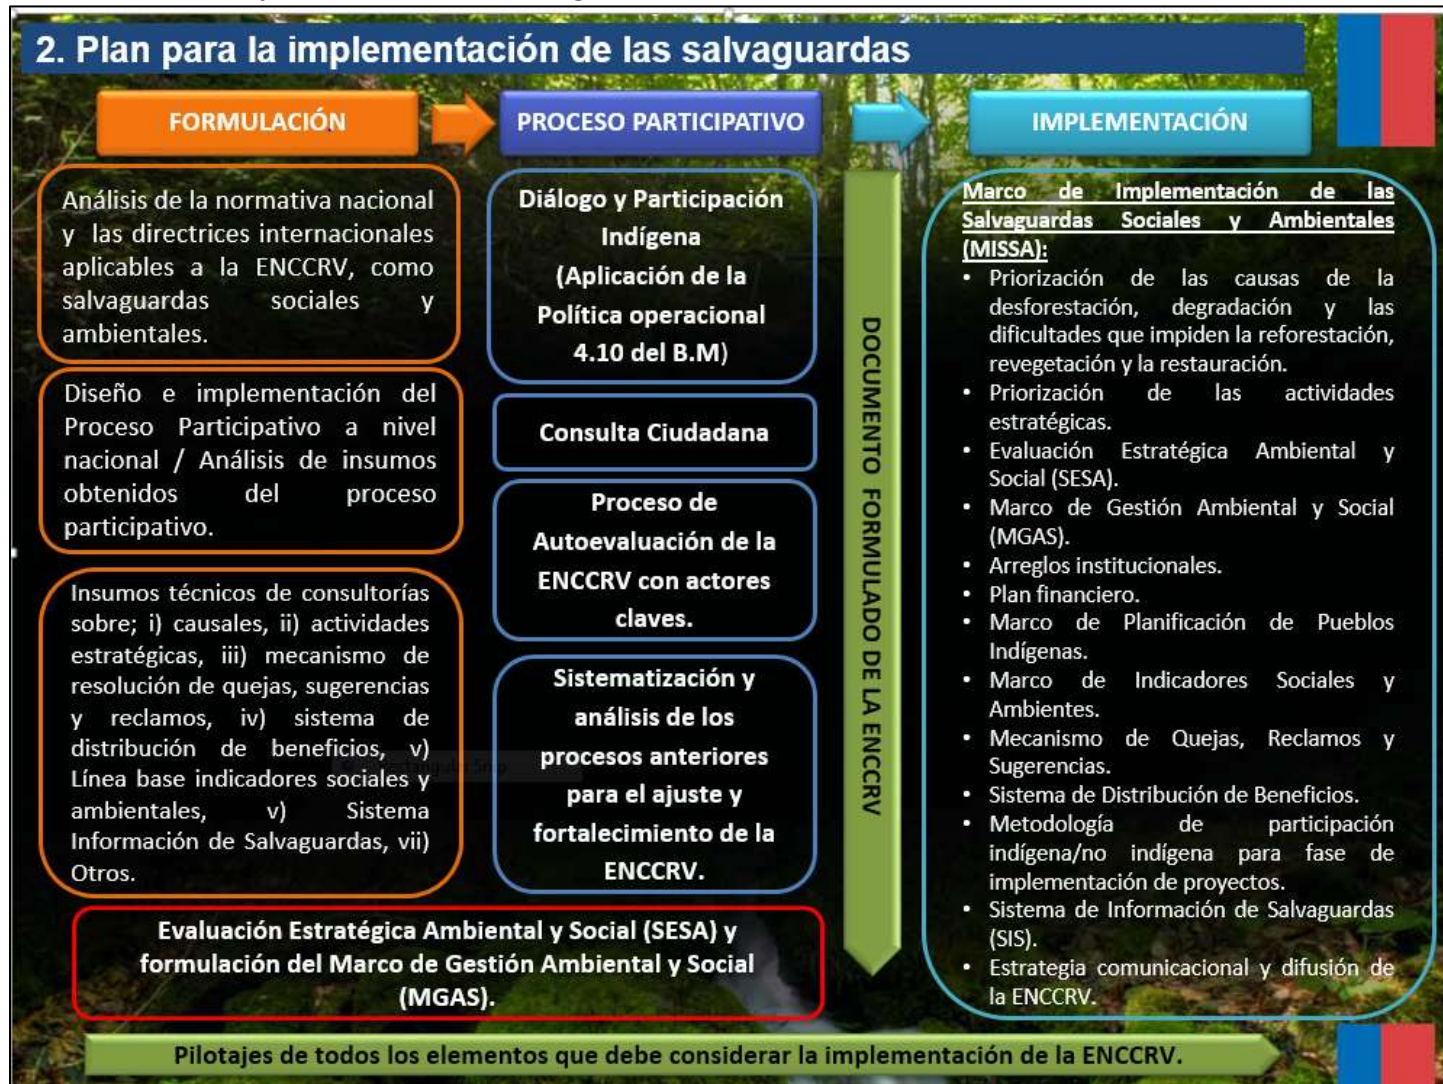 2. Plan para la implementación de las salvaguardas
FORMULACIÓN
PROCESO PARTICIPATIVO
IMPLEMENTACIÓN
Análisis de la normativa nacional
y las directrices internacionales
aplicables a la ENCCRV, como
salvaguardas sociales y
ambientales.
Diseño e implementación del
Proceso Participativo a nivel
nacional / Análisis de insumos
obtenidos del proceso
participativo.
Insumos técnicos de consultorías
sobre; i) causales, ii) actividades
estratégicas, iii) mecanismo de
resolución de quejas, sugerencias
y reclamos, iv) sistema de
distribución de beneficios, v)
Línea base indicadores sociales y
ambientales, v) Sistema
Información de Salvaguardas, vii)
Otros.
Diálogo y Participación
Indígena
(Aplicación de la
Política operacional
4.10 del B.M)
Consulta Ciudadana
Proceso de
Autoevaluación de la
ENCCRV con actores
claves.
Sistematización y
análisis de los
procesos anteriores
para el ajuste y
fortalecimiento de la
ENCCRV.
Evaluación Estratégica Ambiental y Social (SESA) y
formulación del Marco de Gestión Ambiental y Social
(MGAS).
DOCUMENTO FORMULADO DE LA ENCCRV
Marco de Implementación de las
Salvaguardas Sociales y Ambientales
(MISSA):
• Priorización de las causas de la
desforestación, degradación y las
dificultades que impiden la reforestación,
revegetación y la restauración.
• Priorización de las actividades
estratégicas.
• Evaluación Estratégica Ambiental y
Social (SESA).
• Marco de Gestión Ambiental y Social
(MGAS).
• Arreglos institucionales.
• Plan financiero.
• Marco de Planificación de Pueblos
Indígenas.
• Marco de Indicadores Sociales y
Ambientes.
• Mecanismo de Quejas, Reclamos y
Sugerencias.
• Sistema de Distribución de Beneficios.
• Metodología de participación
indígena/no indígena para fase de
implementación de proyectos.
• Sistema de Información de Salvaguardas
(SIS).
• Estrategia comunicacional y difusión de
la ENCCRV.
Pilotajes de todos los elementos que debe considerar la implementación de la ENCCRV.